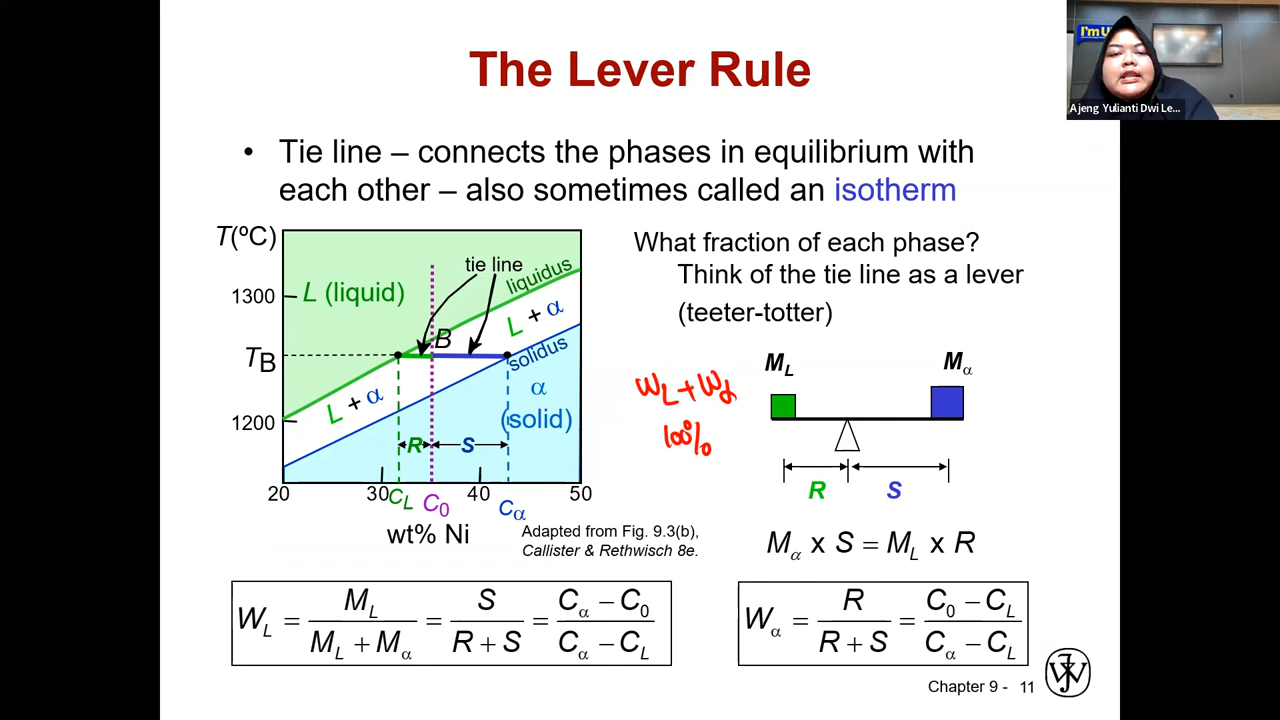 I'm U
Ajeng Yulianti Dwi Le...
The Lever Rule
• Tie line – connects the phases in equilibrium with
each other – also sometimes called an isotherm
T(ºC)
1300
TB
1200
L (liquid)
tie line
liquidus
B
L + α
solidus
L + α
α
(solid)
R S
20 30 40 50
CL C0 Cα
wt% Ni
Adapted from Fig. 9.3(b),
Callister & Rethwisch 8e.
What fraction of each phase?
Think of the tie line as a lever
(teeter-totter)
ML Mα
WL + Wα
100%
R S
Mα x S = ML x R
WL = ML / (ML + Mα) = S / (R + S) = (Cα − C0) / (Cα − CL)
Wα = R / (R + S) = (C0 − CL) / (Cα − CL)
Chapter 9 - 11